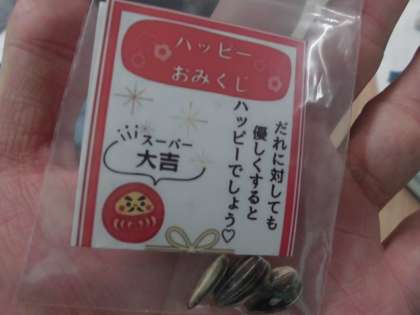 ハッピー
おみくじ
だれに対しても
優しくすると
ハッピーでしょう♡
スーパー
大吉